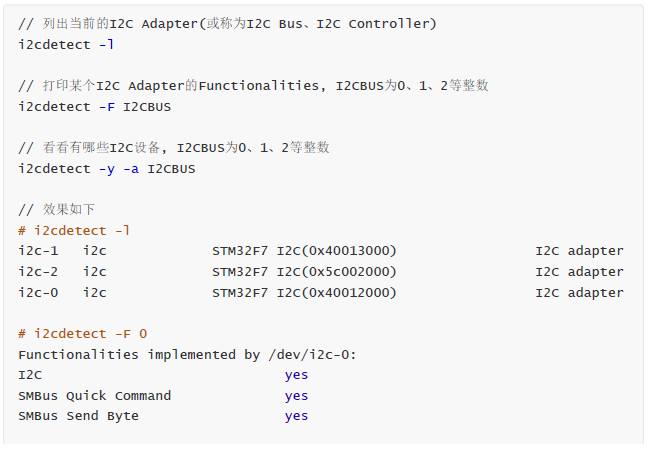 // 列出当前的I2C Adapter(或称为I2C Bus、I2C Controller)
i2cdetect -l
// 打印某个I2C Adapter的Functionalities, I2CBUS为0、1、2等整数
i2cdetect -F I2CBUS
// 看看有哪些I2C设备, I2CBUS为0、1、2等整数
i2cdetect -y -a I2CBUS
// 效果如下
# i2cdetect -l
i2c-1   i2c             STM32F7 I2C(0x40013000)                 I2C adapter
i2c-2   i2c             STM32F7 I2C(0x5c002000)                 I2C adapter
i2c-0   i2c             STM32F7 I2C(0x40012000)                 I2C adapter
# i2cdetect -F 0
Functionalities implemented by /dev/i2c-0:
I2C                              yes
SMBus Quick Command              yes
SMBus Send Byte                  yes